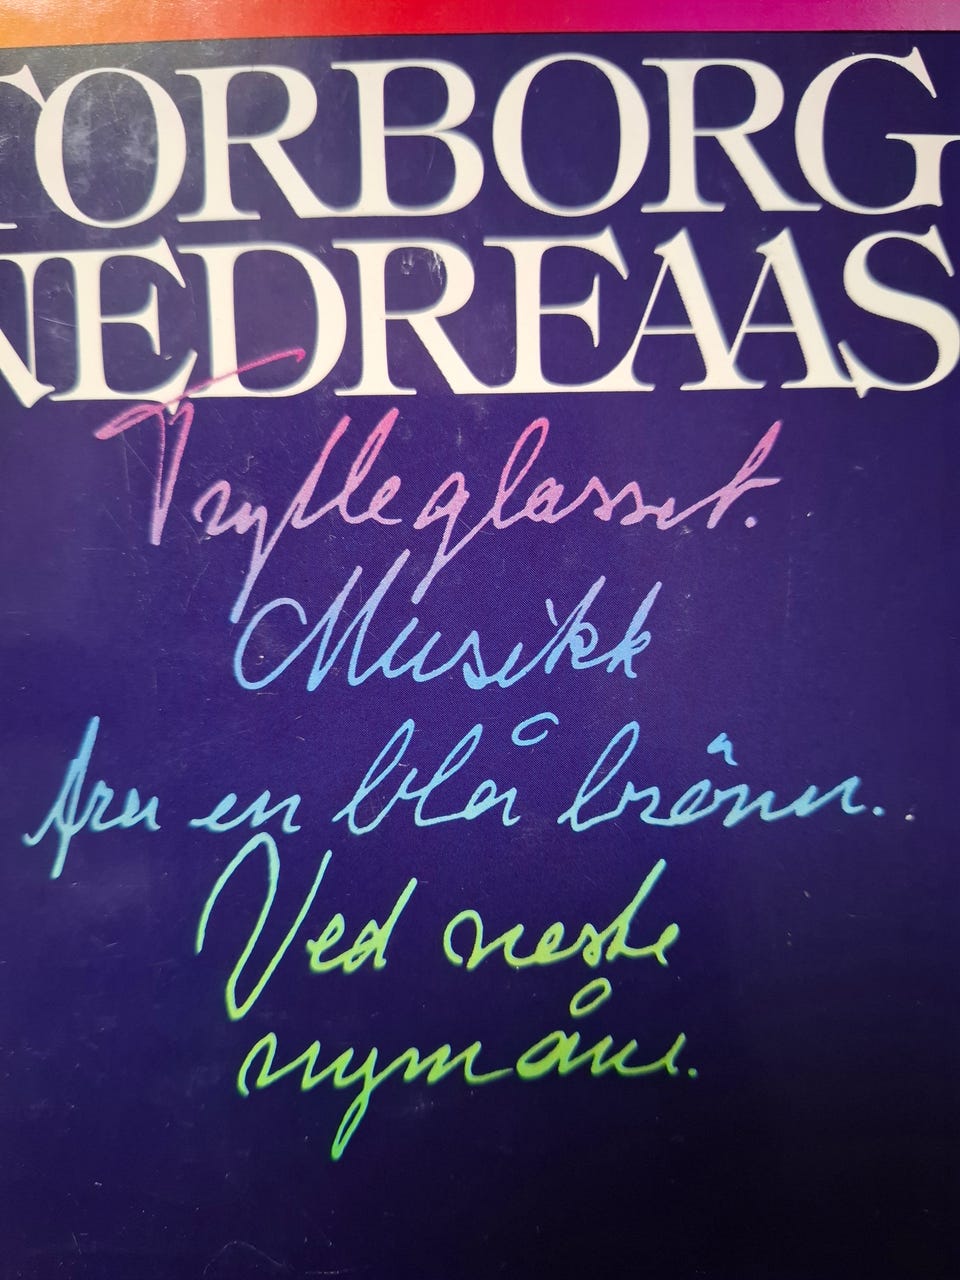 TORBORG
NEDREAAS
Trylleglasset.
Musikk
fra en blå brønn.
Ved neste
nymåne.